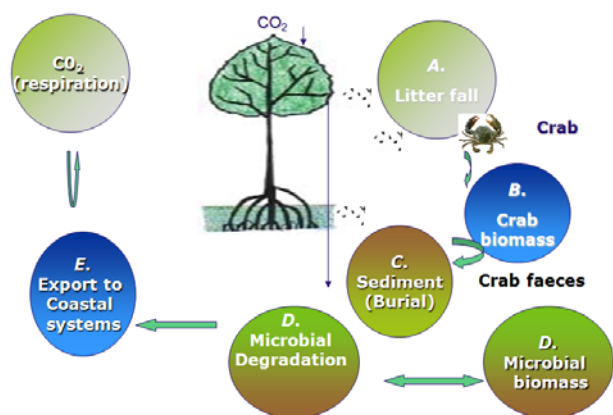 CO₂
C0₂
(respiration)
A.
Litter fall
Crab
B.
Crab
biomass
C.
Sediment
(Burial)
Crab faeces
E.
Export to
Coastal
systems
D.
Microbial
Degradation
D.
Microbial
biomass